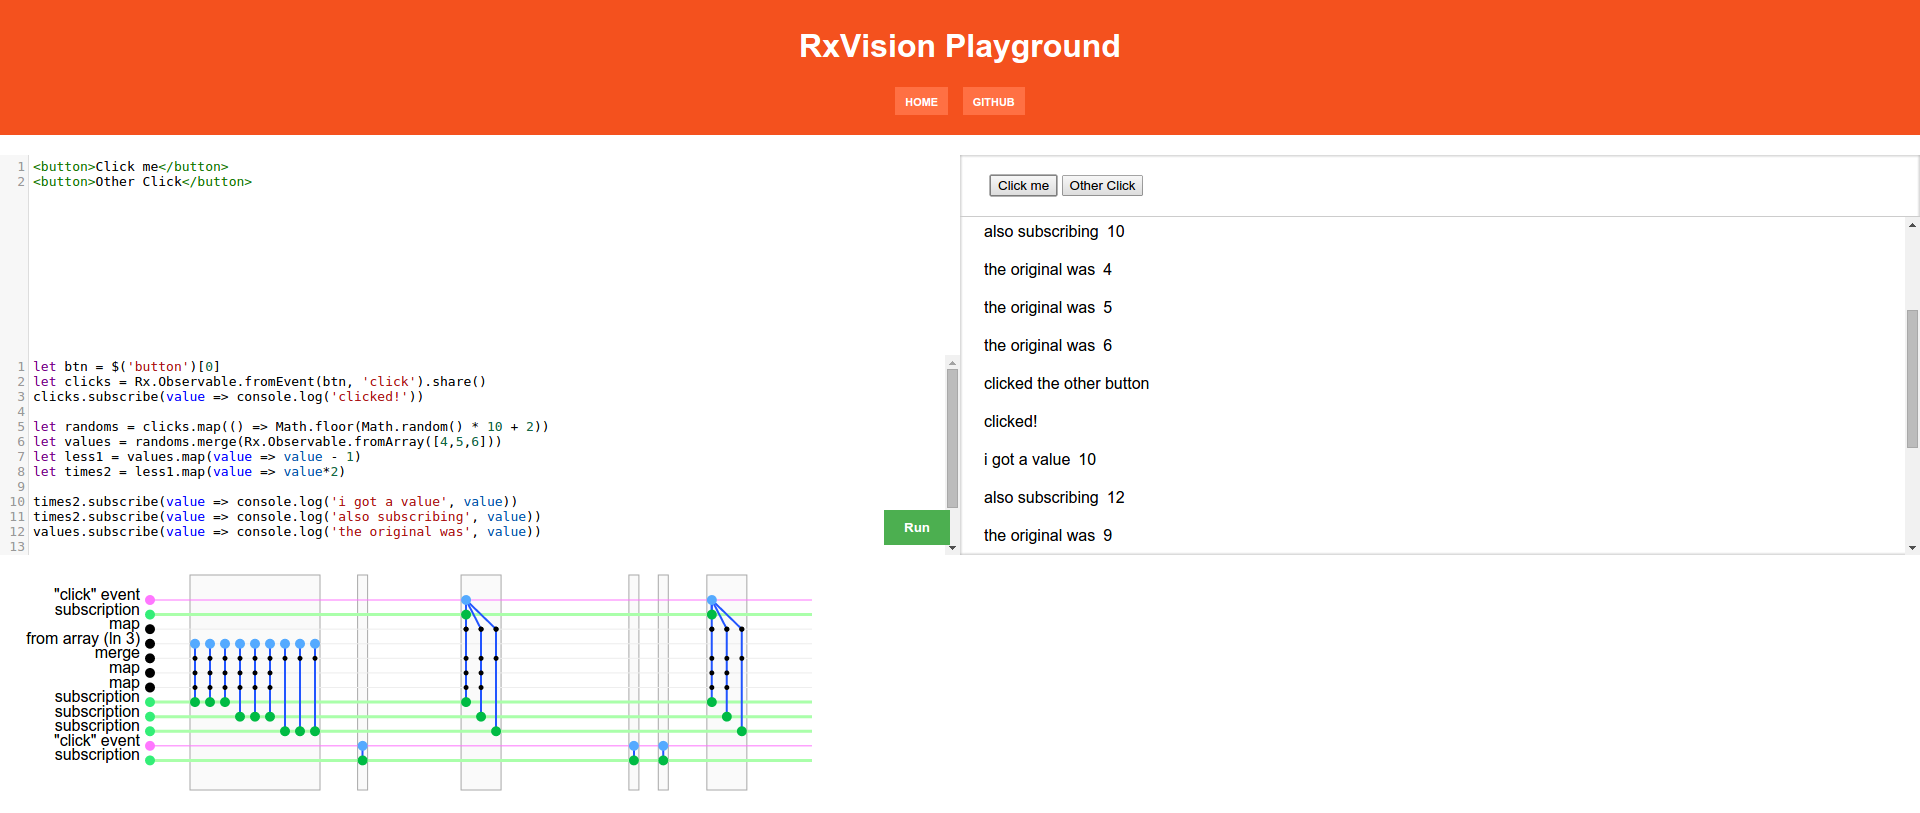 RxVision Playground
HOME GITHUB
1 <button>Click me</button>
2 <button>Other Click</button>
1 let btn = $('button')[0]
2 let clicks = Rx.Observable.fromEvent(btn, 'click').share()
3 clicks.subscribe(value => console.log('clicked!'))
4
5 let randoms = clicks.map(() => Math.floor(Math.random() * 10 + 2))
6 let values = randoms.merge(Rx.Observable.fromArray([4,5,6]))
7 let less1 = values.map(value => value - 1)
8 let times2 = less1.map(value => value*2)
9
10 times2.subscribe(value => console.log('i got a value', value))
11 times2.subscribe(value => console.log('also subscribing', value))
12 values.subscribe(value => console.log('the original was', value))
13
Run
Click me Other Click
also subscribing 10
the original was 4
the original was 5
the original was 6
clicked the other button
clicked!
i got a value 10
also subscribing 12
the original was 9
"click" event
subscription
map
from array (ln 3)
merge
map
map
subscription
subscription
subscription
"click" event
subscription